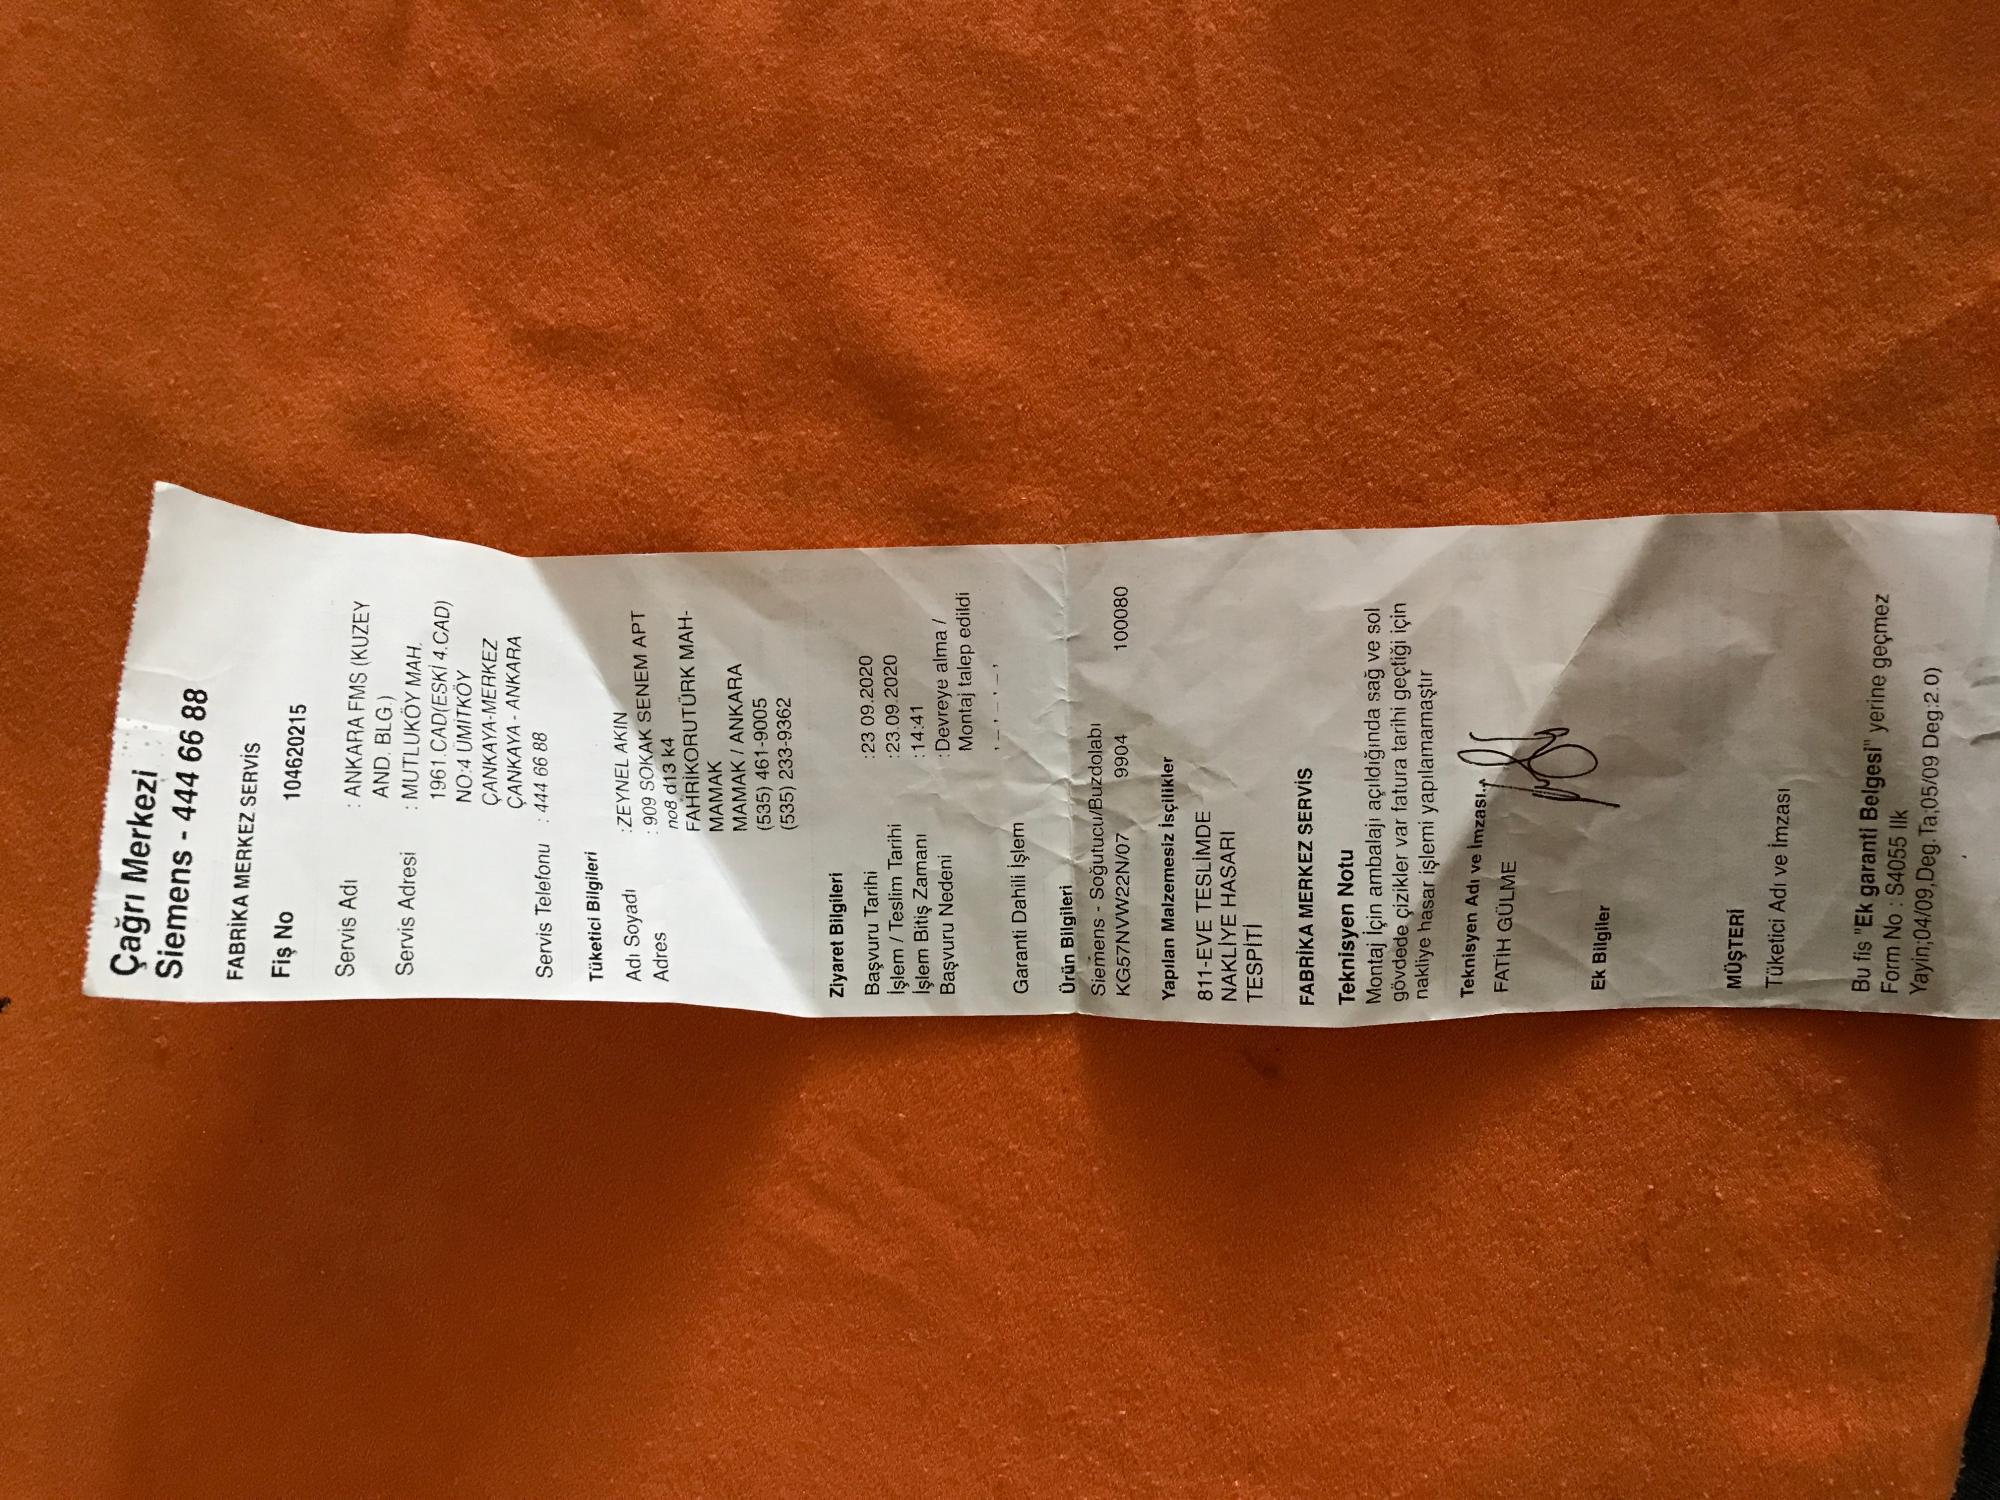 Çağrı Merkezi
Siemens - 444 66 88
FABRİKA MERKEZ SERVİS
Fiş No 104620215
Servis Adı : ANKARA FMS (KUZEY
AND. BLG.)
Servis Adresi : MUTLUKÖY MAH.
1961.CAD(ESKİ 4.CAD)
NO:4 ÜMİTKÖY
ÇANKAYA-MERKEZ
ÇANKAYA - ANKARA
Servis Telefonu : 444 66 88
Tüketici Bilgileri
Adı Soyadı :ZEYNEL AKIN
Adres : 909 SOKAK SENEM APT
no8 d13 k4
FAHRİKORUTÜRK MAH-
MAMAK
MAMAK / ANKARA
(535) 461-9005
(535) 233-9362
Ziyaret Bilgileri
Başvuru Tarihi :23 09.2020
İşlem / Teslim Tarihi :23.09.2020
İşlem Bitiş Zamanı :14:41
Başvuru Nedeni :Devreye alma /
Montaj talep edildi
Garanti Dahili İşlem , _ , _ , _ ,
Ürün Bilgileri
Siemens - Soğutucu/Buzdolabı
KG57NVW22N/07 9904 100080
Yapılan Malzemesiz İşçilikler
811-EVE TESLİMDE
NAKLİYE HASARI
TESPİTİ
FABRİKA MERKEZ SERVİS
Teknisyen Notu
Montaj İçin ambalajı açıldığında sağ ve sol
gövdede çizikler var fatura tarihi geçtiği için
nakliye hasar işlemi yapılamamaştır
Teknisyen Adı ve İmzası
FATİH GÜLME
Ek Bilgiler
MÜŞTERİ
Tüketici Adı ve İmzası
Bu fis "Ek garanti Belgesi" yerine geçmez
Form No : S4055 Ilk
Yayin;04/09,Deg.Ta;05/09 Deg:2.0)